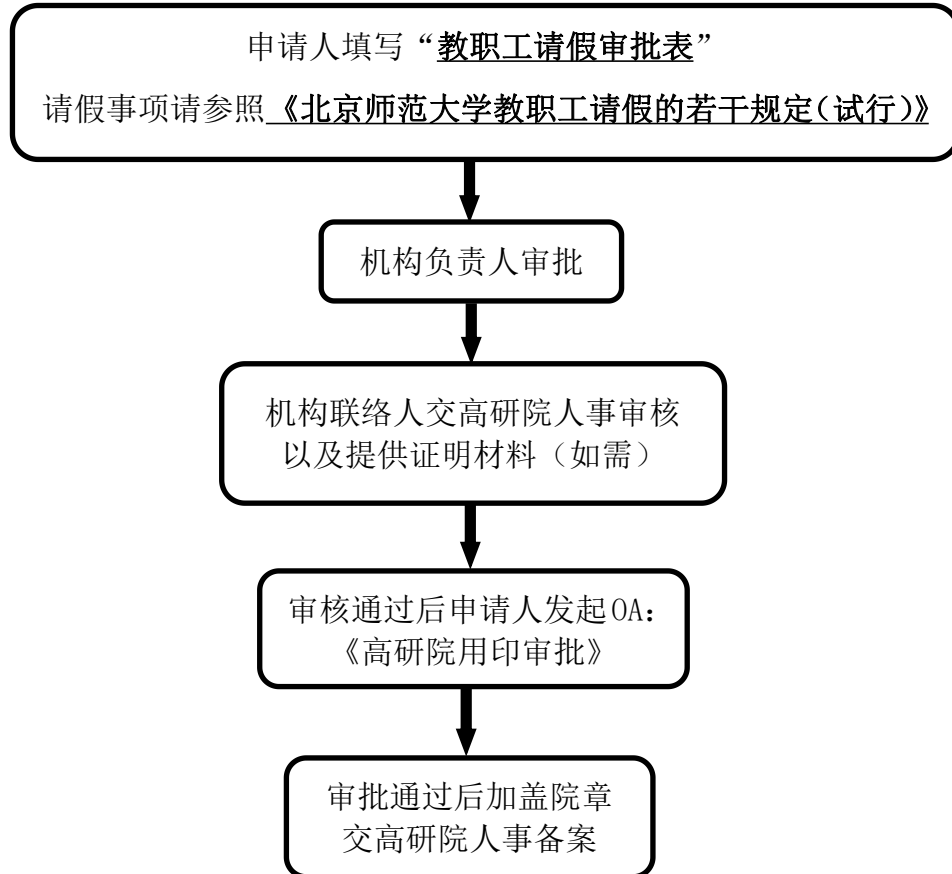 申请人填写“教职工请假审批表”
请假事项请参照《北京师范大学教职工请假的若干规定(试行)》
机构负责人审批
机构联络人交高研院人事审核
以及提供证明材料（如需）
审核通过后申请人发起OA：
《高研院用印审批》
审批通过后加盖院章
交高研院人事备案